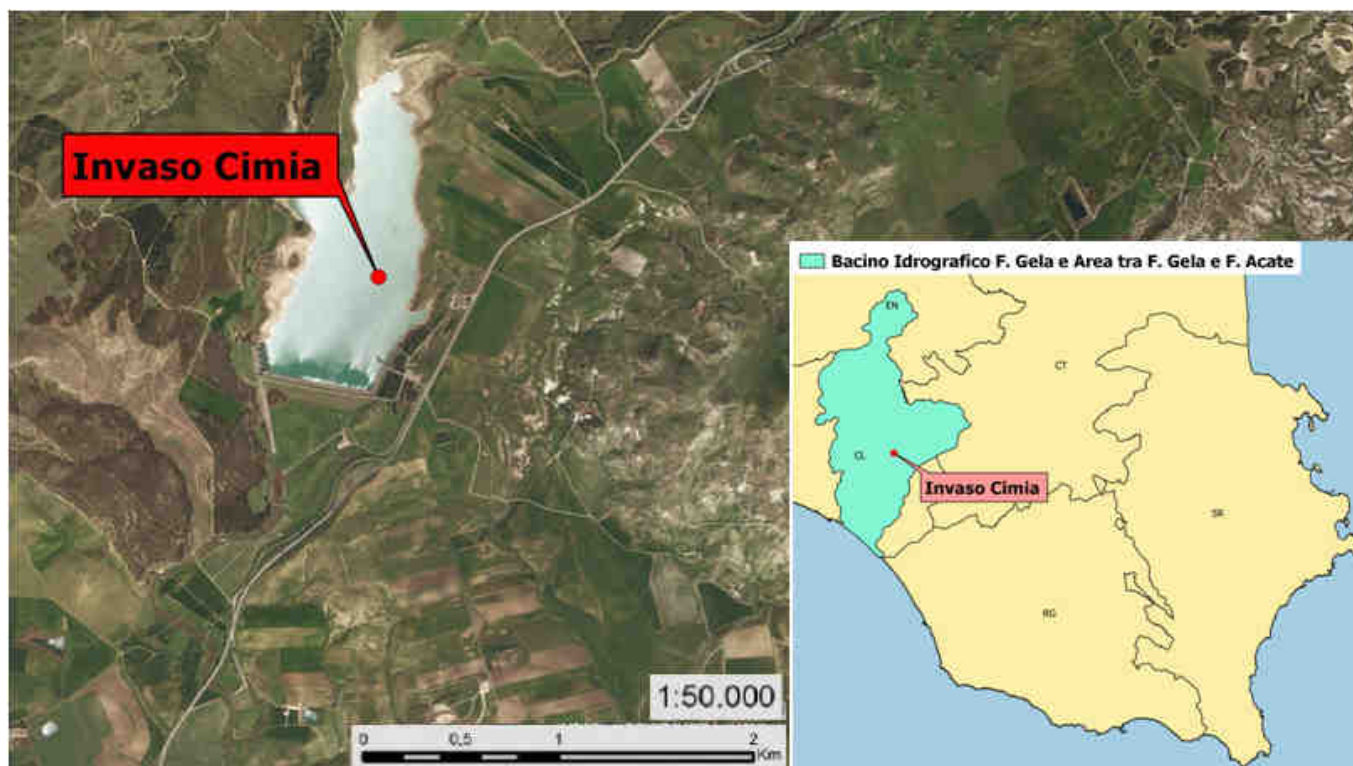 Invaso Cimia
Bacino Idrografico F. Gela e Area tra F. Gela e F. Acate
EN
CT
CL
Invaso Cimia
SR
RG
1:50.000
0 0,5 1 2
Km